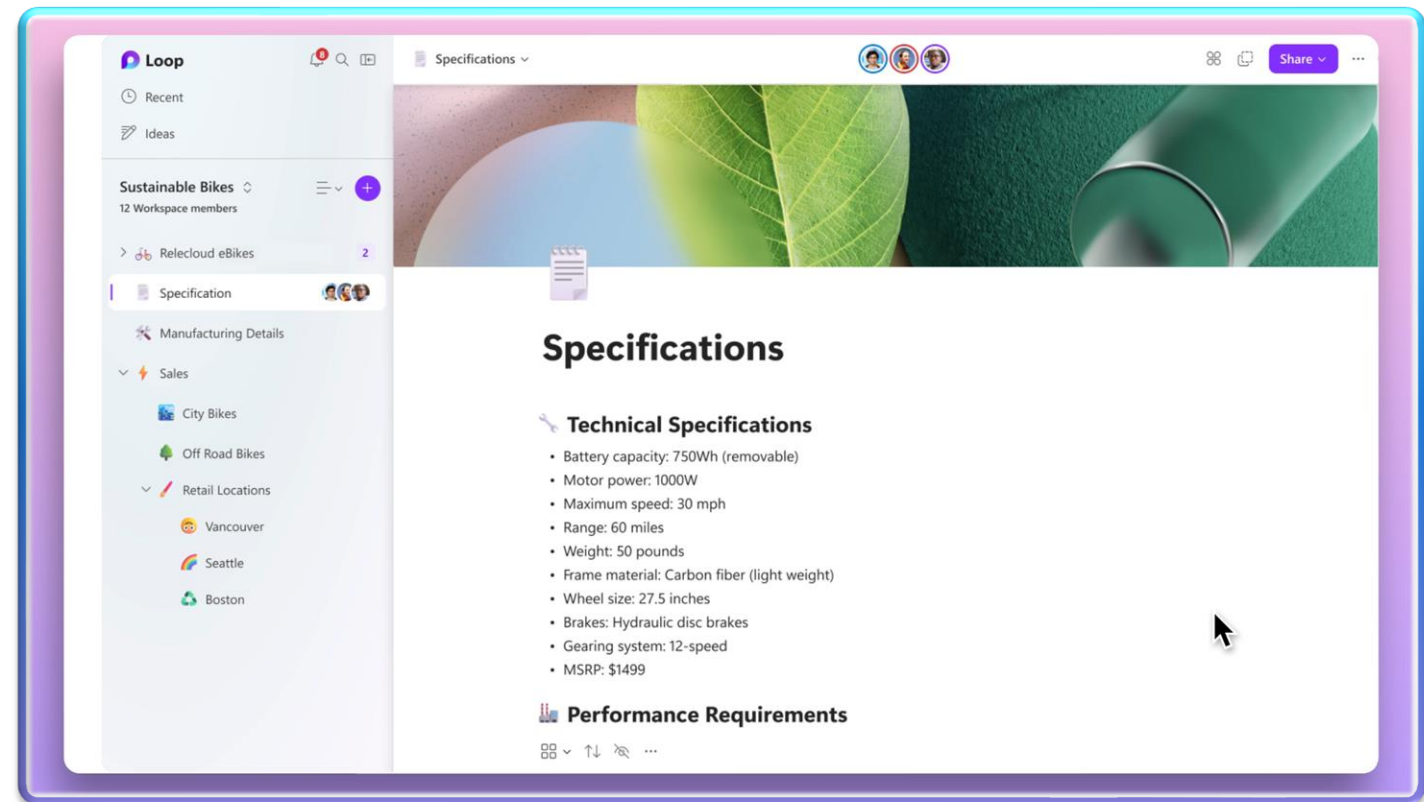 Loop
8
Recent
Ideas
Sustainable Bikes
12 Workspace members
Relecloud eBikes 2
Specification
Manufacturing Details
Sales
City Bikes
Off Road Bikes
Retail Locations
Vancouver
Seattle
Boston
Specifications
Share
Specifications
Technical Specifications
• Battery capacity: 750Wh (removable)
• Motor power: 1000W
• Maximum speed: 30 mph
• Range: 60 miles
• Weight: 50 pounds
• Frame material: Carbon fiber (light weight)
• Wheel size: 27.5 inches
• Brakes: Hydraulic disc brakes
• Gearing system: 12-speed
• MSRP: $1499
Performance Requirements